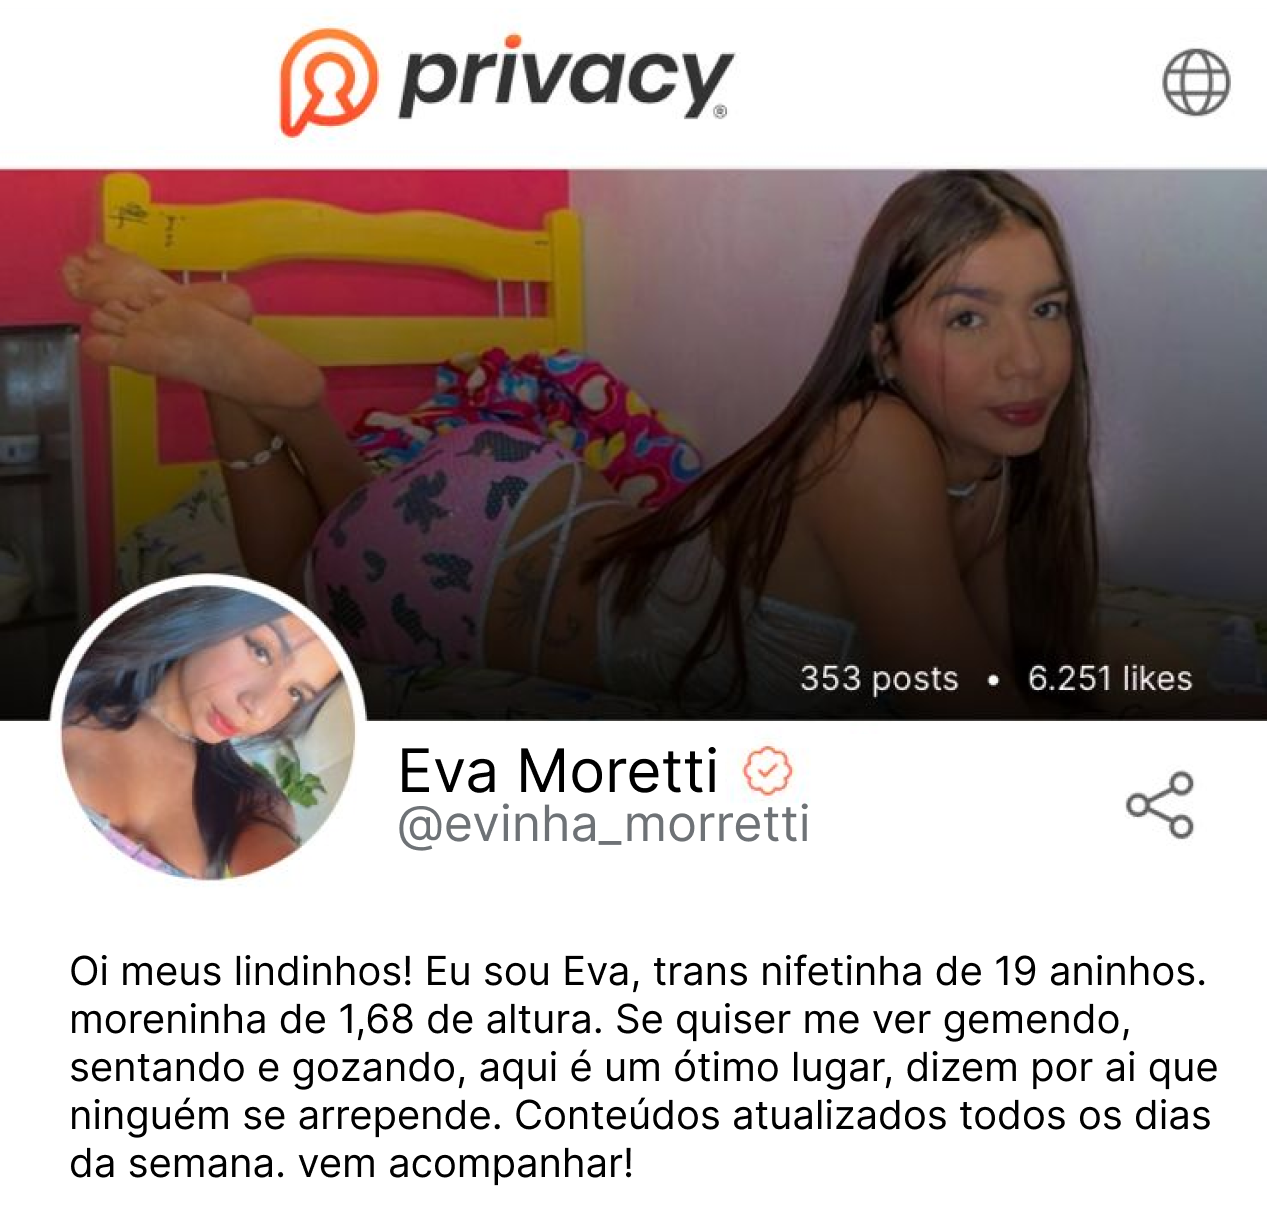 privacy
353 posts • 6.251 likes
Eva Moretti
@evinha_morretti
Oi meus lindinhos! Eu sou Eva, trans nifetinha de 19 aninhos.
moreninha de 1,68 de altura. Se quiser me ver gemendo,
sentando e gozando, aqui é um ótimo lugar, dizem por ai que
ninguém se arrepende. Conteúdos atualizados todos os dias
da semana. vem acompanhar!